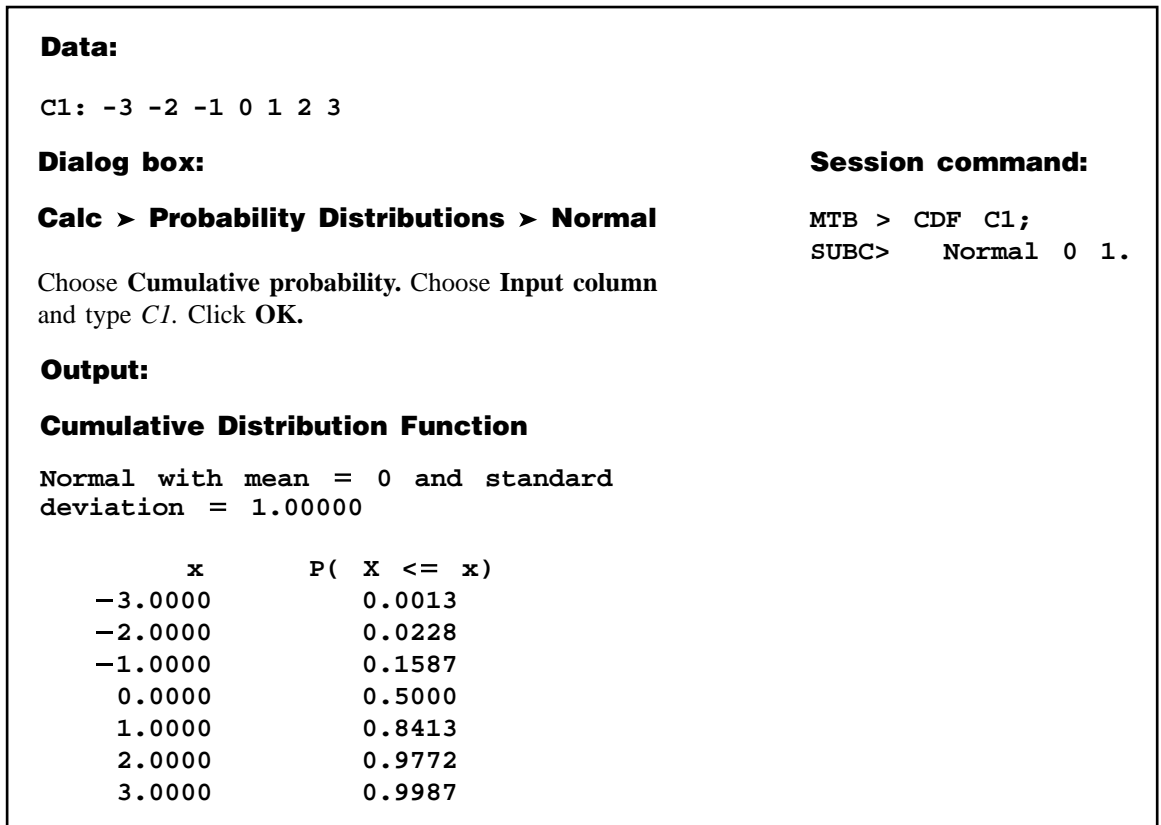 Data:
C1: -3 -2 -1 0 1 2 3
Dialog box:
Calc ➤ Probability Distributions ➤ Normal
Choose Cumulative probability. Choose Input column
and type C1. Click OK.
Session command:
MTB > CDF C1;
SUBC> Normal 0 1.
Output:
Cumulative Distribution Function
Normal with mean = 0 and standard
deviation = 1.00000
x P( X <= x)
−3.0000 0.0013
−2.0000 0.0228
−1.0000 0.1587
0.0000 0.5000
1.0000 0.8413
2.0000 0.9772
3.0000 0.9987